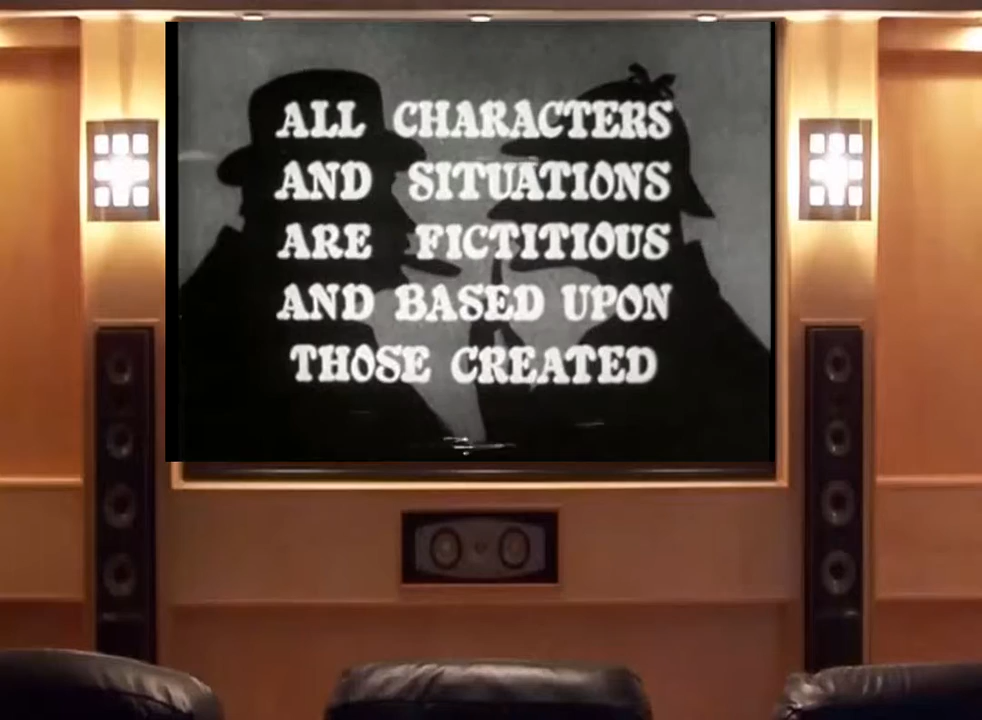 ALL CHARACTERS
AND SITUATIONS
ARE FICTITIOUS
AND BASED UPON
THOSE CREATED